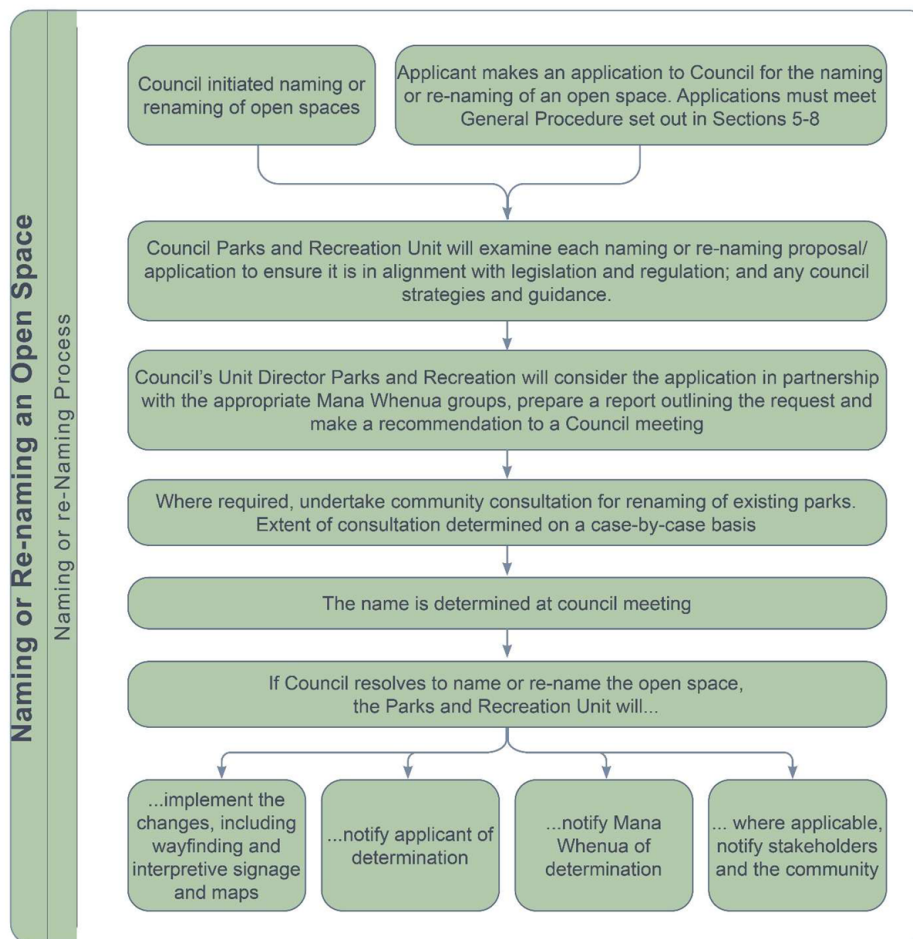 Naming or Re-naming an Open Space
Naming or re-Naming Process
Council initiated naming or
renaming of open spaces
Applicant makes an application to Council for the naming
or re-naming of an open space. Applications must meet
General Procedure set out in Sections 5-8
Council Parks and Recreation Unit will examine each naming or re-naming proposal/
application to ensure it is in alignment with legislation and regulation; and any council
strategies and guidance.
Council’s Unit Director Parks and Recreation will consider the application in partnership
with the appropriate Mana Whenua groups, prepare a report outlining the request and
make a recommendation to a Council meeting
Where required, undertake community consultation for renaming of existing parks.
Extent of consultation determined on a case-by-case basis
The name is determined at council meeting
If Council resolves to name or re-name the open space,
the Parks and Recreation Unit will...
...implement the
changes, including
wayfinding and
interpretive signage
and maps
...notify applicant of
determination
...notify Mana
Whenua of
determination
... where applicable,
notify stakeholders
and the community